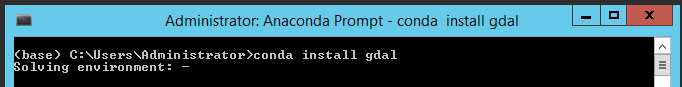 Administrator: Anaconda Prompt - conda  install gdal
(base) C:\Users\Administrator>conda install gdal
Solving environment: -